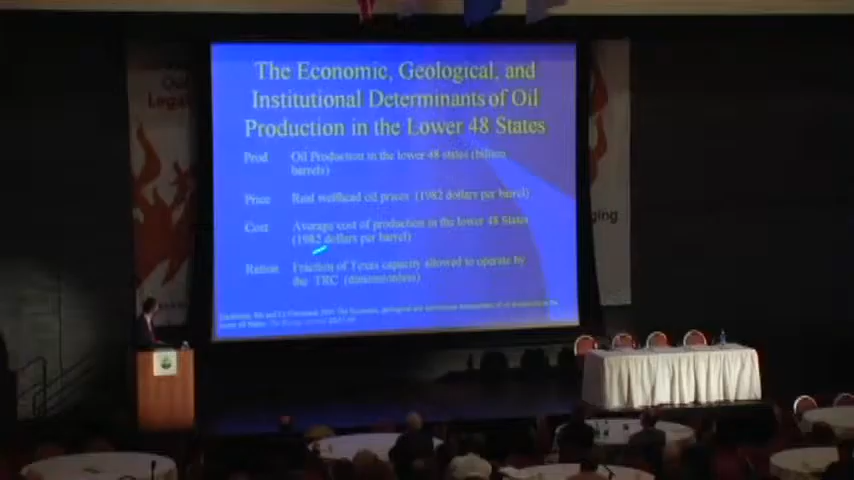 The Economic, Geological, and
Institutional Determinants of Oil
Production in the Lower 48 States
Prod Oil Production in the lower 48 states (billion
barrels)
Price Real wellhead oil prices (1982 dollars per barrel)
Cost Average cost of production in the lower 48 States
(1982 dollars per barrel)
Ration Fraction of Texas capacity allowed to operate by
the TRC (dimensionless)
Our
Lega
ging